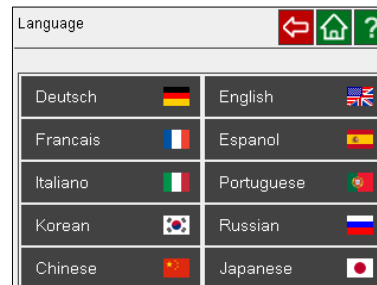 Language
?
Deutsch
English
Francais
Espanol
Italiano
Portuguese
Korean
Russian
Chinese
Japanese